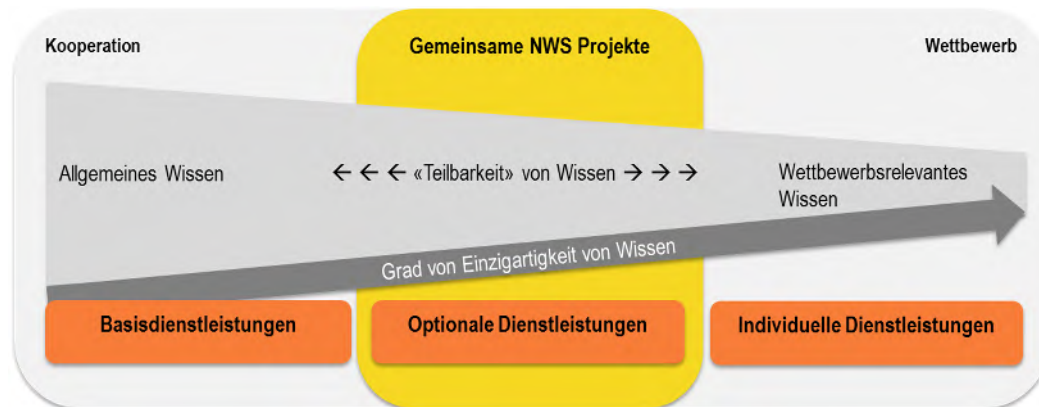 Kooperation
Gemeinsame NWS Projekte
Wettbewerb
Allgemeines Wissen
← ← ← «Teilbarkeit» von Wissen → → →
Wettbewerbsrelevantes
Wissen
Grad von Einzigartigkeit von Wissen
Basisdienstleistungen
Optionale Dienstleistungen
Individuelle Dienstleistungen